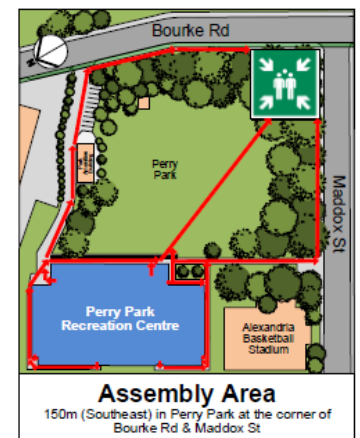 Bourke Rd
N
Perry
Park
Maddox St
Perry Park
Recreation Centre
Alexandria
Basketball
Stadium
Assembly Area
150m (Southeast) in Perry Park at the corner of
Bourke Rd & Maddox St